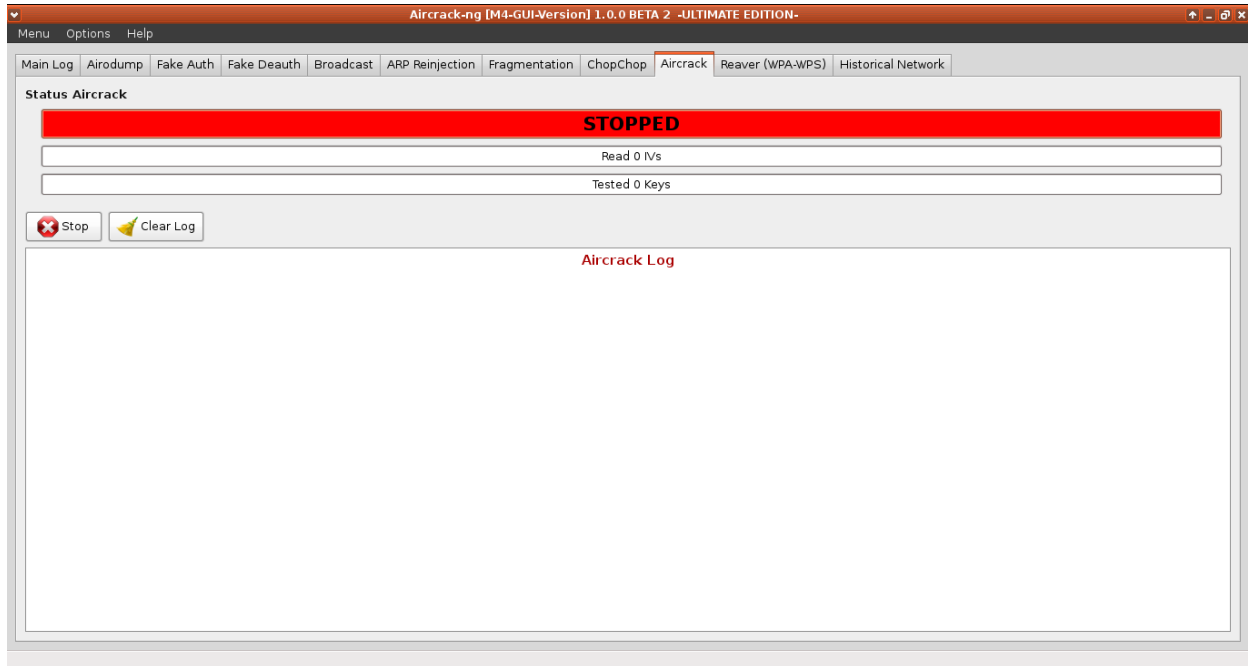 Aircrack-ng [M4-GUI-Version] 1.0.0 BETA 2 -ULTIMATE EDITION-
Menu Options Help
Main Log Airodump Fake Auth Fake Deauth Broadcast ARP Reinjection Fragmentation ChopChop Aircrack Reaver (WPA-WPS) Historical Network
Status Aircrack
STOPPED
Read 0 IVs
Tested 0 Keys
Stop Clear Log
Aircrack Log